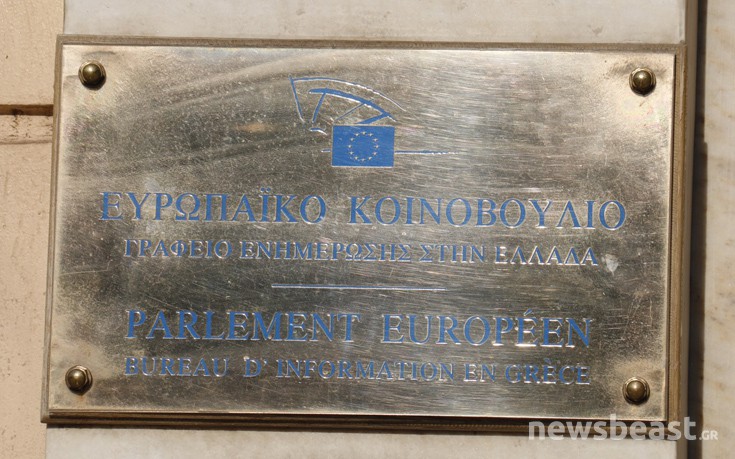 ΕΥΡΩΠΑΪΚΟ ΚΟΙΝΟΒΟΥΛΙΟ
ΓΡΑΦΕΙΟ ΕΝΗΜΕΡΩΣΗΣ ΣΤΗΝ ΕΛΛΑΔΑ
PARLEMENT EUROPÉEN
BUREAU D' INFORMATION EN GRÈCE
newsbeast.GR